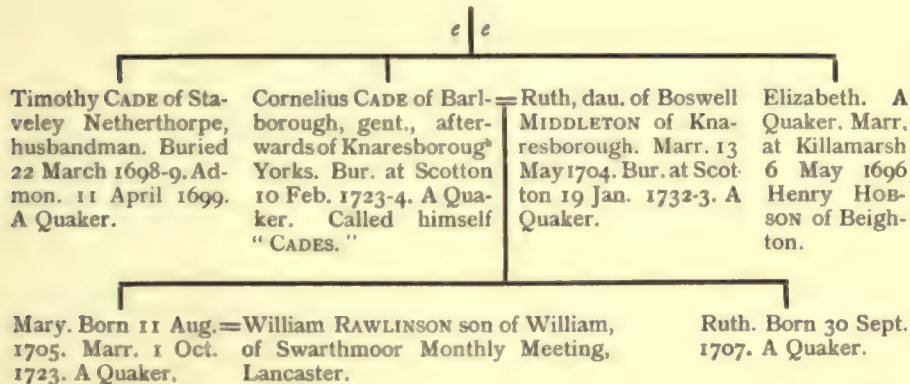 e e
Timothy CADE of Sta-
veley Netherthorpe,
husbandman. Buried
22 March 1698-9. Ad-
mon. 11 April 1699.
A Quaker.
Cornelius CADE of Barl-
borough, gent., after-
wards of Knaresborougʰ
Yorks. Bur. at Scotton
10 Feb. 1723-4. A Qua-
ker. Called himself
"CADES."
=Ruth, dau. of Boswell
MIDDLETON of Kna-
resborough. Marr. 13
May 1704. Bur. at Scot-
ton 19 Jan. 1732-3. A
Quaker.
Elizabeth. A
Quaker. Marr.
at Killamarsh
6 May 1696
Henry HOB-
SON of Beigh-
ton.
Mary. Born 11 Aug.
1705. Marr. 1 Oct.
1723. A Quaker.
=William RAWLINSON son of William,
of Swarthmoor Monthly Meeting,
Lancaster.
Ruth. Born 30 Sept.
1707. A Quaker.